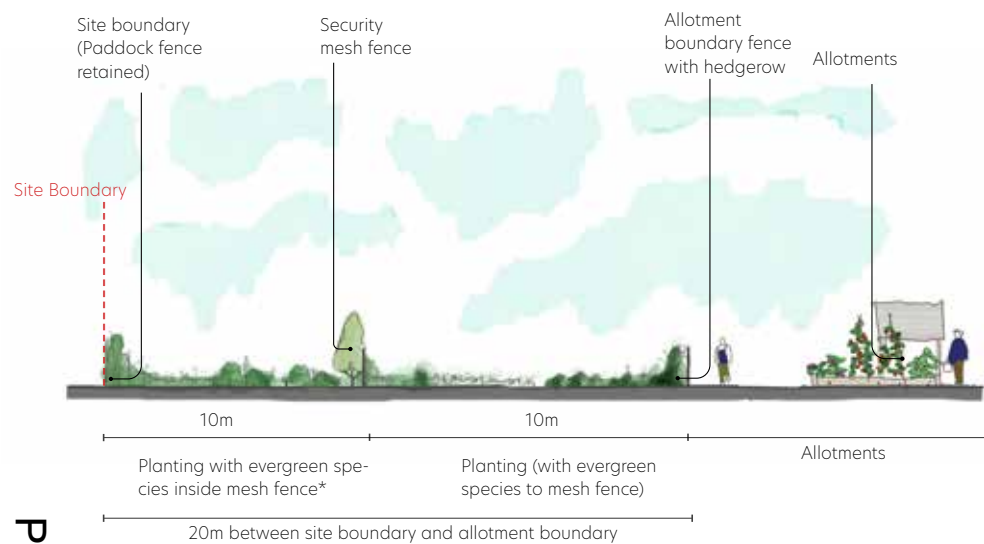 Site boundary
(Paddock fence
retained)
Security
mesh fence
Allotment
boundary fence
with hedgerow
Allotments
Site Boundary
10m
10m
Planting with evergreen spe-
cies inside mesh fence*
Planting (with evergreen
species to mesh fence)
Allotments
20m between site boundary and allotment boundary
P